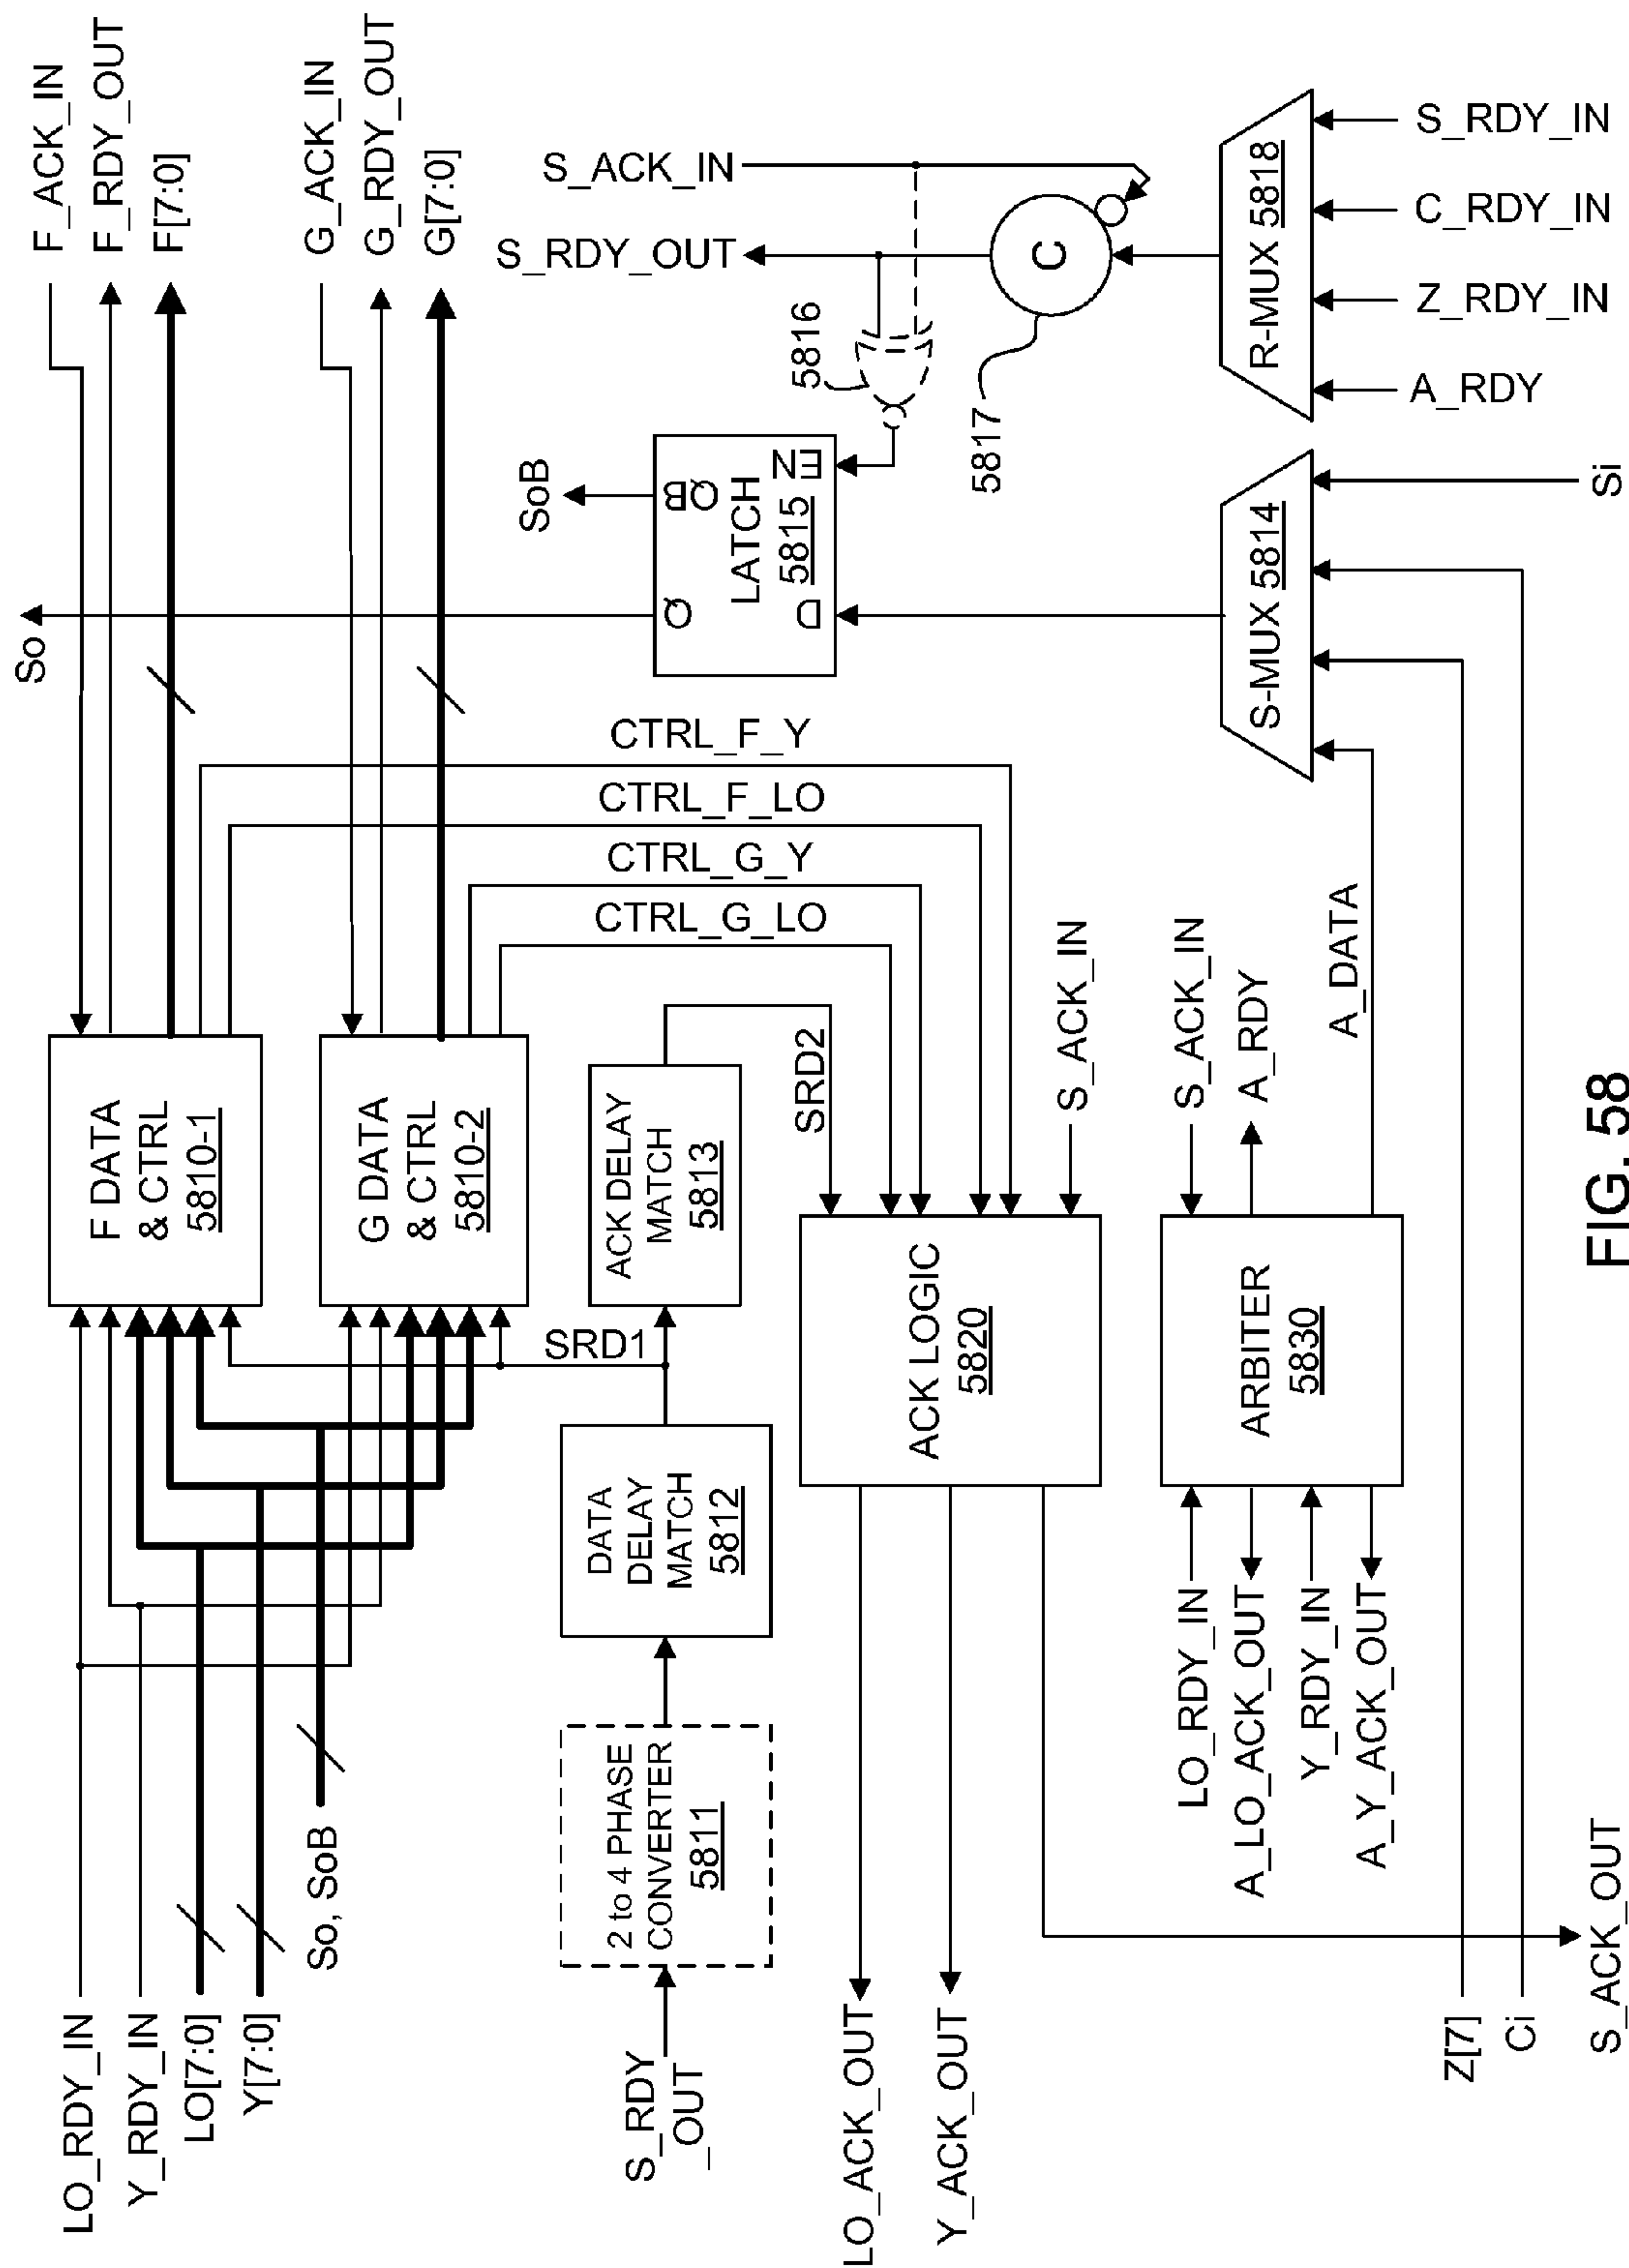 LO_RDY_IN
Y_RDY_IN
LO[7:0]
Y[7:0]
So, SoB
F DATA
& CTRL
5810-1
G DATA
& CTRL
5810-2
F_ACK_IN
F_RDY_OUT
F[7:0]
G_ACK_IN
G_RDY_OUT
G[7:0]
So
S_RDY
_OUT
2 to 4 PHASE
CONVERTER
5811
DATA
DELAY
MATCH
5812
SRD1
ACK DELAY
MATCH
5813
SRD2
CTRL_F_Y
CTRL_F_LO
CTRL_G_Y
CTRL_G_LO
SoB
Q
QB
LATCH
5815
D
EN
S_ACK_IN
S_RDY_OUT
5816
C
5817
LO_ACK_OUT
Y_ACK_OUT
ACK LOGIC
5820
S_ACK_IN
LO_RDY_IN
A_LO_ACK_OUT
Y_RDY_IN
A_Y_ACK_OUT
ARBITER
5830
S_ACK_IN
A_RDY
A_DATA
S-MUX 5814
R-MUX 5818
A_RDY
Z_RDY_IN
C_RDY_IN
S_RDY_IN
Z[7]
Ci
Si
S_ACK_OUT
FIG. 58